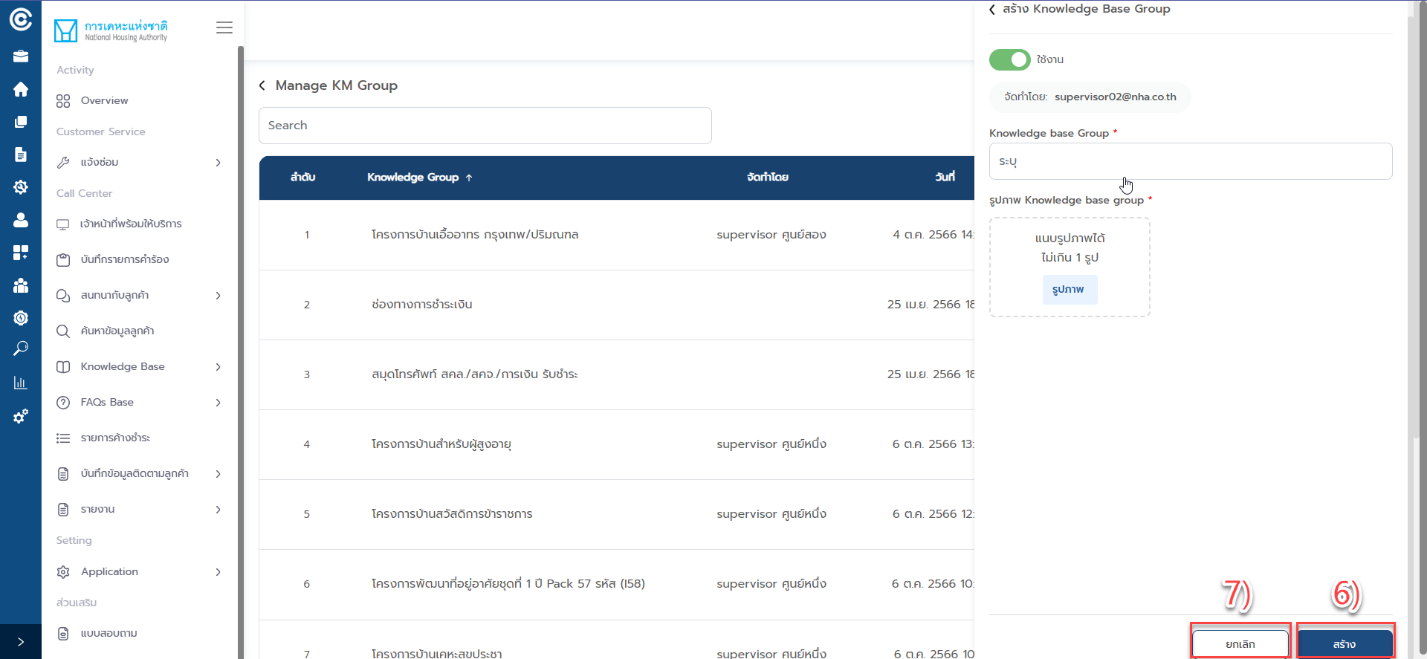 การเคหะแห่งชาติ
National Housing Authority
Activity
Overview
Customer Service
แจ้งซ่อม
Call Center
เจ้าหน้าที่พร้อมให้บริการ
บันทึกรายการคำร้อง
สนทนากับลูกค้า
ค้นหาข้อมูลลูกค้า
Knowledge Base
FAQs Base
รายการค้างชำระ
บันทึกข้อมูลติดตามลูกค้า
รายงาน
Setting
Application
ส่วนเสริม
แบบสอบถาม
Manage KM Group
Search
ลำดับ Knowledge Group ↑ จัดทำโดย วันที่
1 โครงการบ้านเอื้ออาทร กรุงเทพ/ปริมณฑล supervisor ศูนย์สอง 4 ต.ค. 2566 14:
2 ช่องทางการชำระเงิน 25 เม.ย. 2566 18
3 สมุดโทรศัพท์ สคล./สคจ./การเงิน รับชำระ 25 เม.ย. 2566 18
4 โครงการบ้านสำหรับผู้สูงอายุ supervisor ศูนย์หนึ่ง 6 ต.ค. 2566 13:
5 โครงการบ้านสวัสดิการข้าราชการ supervisor ศูนย์หนึ่ง 6 ต.ค. 2566 12:
6 โครงการพัฒนาที่อยู่อาศัยชุดที่ 1 ปี Pack 57 รหัส (I58) supervisor ศูนย์หนึ่ง 6 ต.ค. 2566 10:
7 โครงการบ้านเคหะสุขประชา supervisor ศูนย์หนึ่ง 6 ต.ค. 2566 10
สร้าง Knowledge Base Group
ใช้งาน
จัดทำโดย: supervisor02@nha.co.th
Knowledge base Group *
ระบุ
รูปภาพ Knowledge base group *
แนบรูปภาพได้
ไม่เกิน 1 รูป
รูปภาพ
7) 6)
ยกเลิก สร้าง